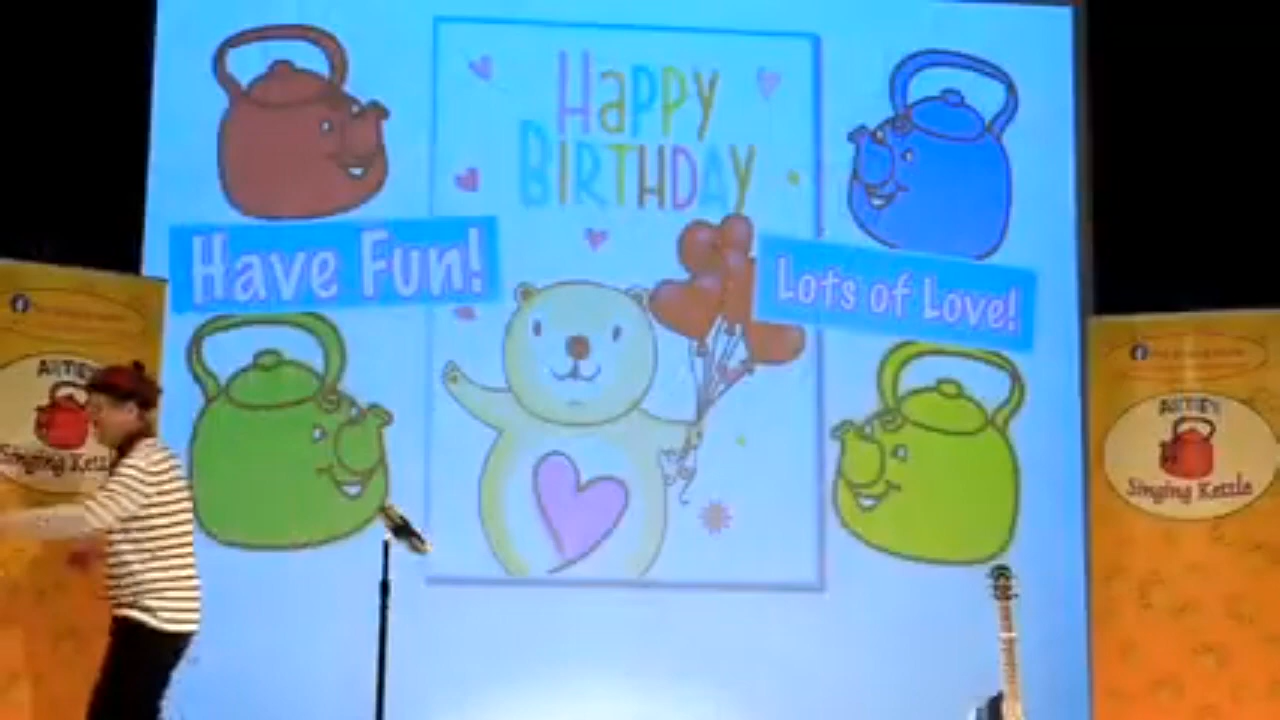 Happy
Birthday
Have Fun!
Lots of Love!
ARTIE'S
Singing Kettle
ARTIE'S
Singing Kettle